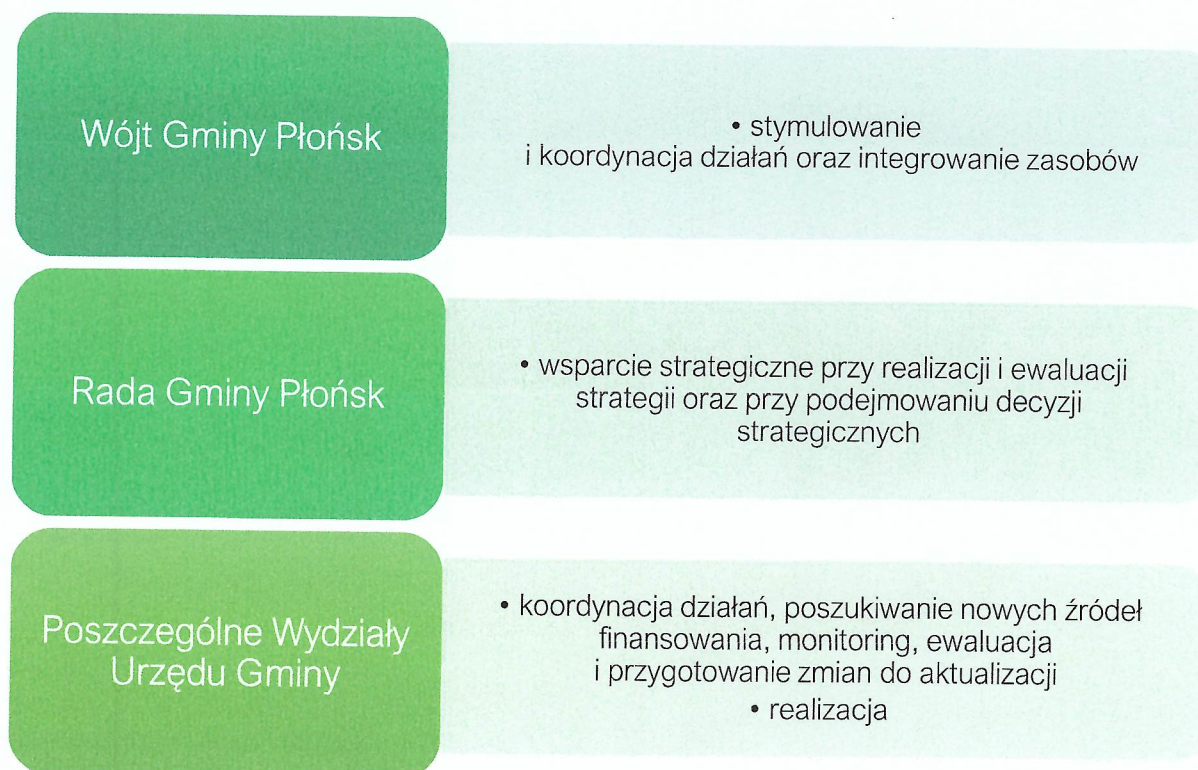 Wójt Gminy Płońsk
• stymulowanie
i koordynacja działań oraz integrowanie zasobów
Rada Gminy Płońsk
• wsparcie strategiczne przy realizacji i ewaluacji
strategii oraz przy podejmowaniu decyzji
strategicznych
Poszczególne Wydziały
Urzędu Gminy
• koordynacja działań, poszukiwanie nowych źródeł
finansowania, monitoring, ewaluacja
i przygotowanie zmian do aktualizacji
• realizacja